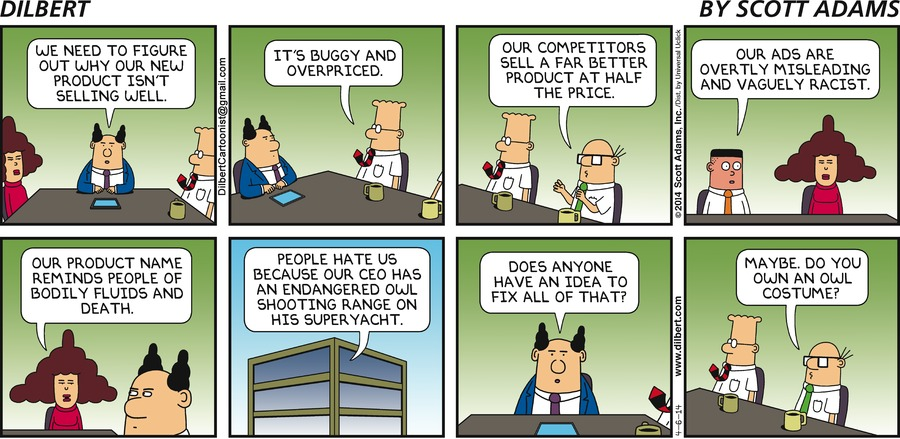 DILBERT
BY SCOTT ADAMS
WE NEED TO FIGURE
OUT WHY OUR NEW
PRODUCT ISN'T
SELLING WELL.
DilbertCartoonist@gmail.com
IT'S BUGGY AND
OVERPRICED.
OUR COMPETITORS
SELL A FAR BETTER
PRODUCT AT HALF
THE PRICE.
©2014 Scott Adams, Inc. /Dist. by Universal Uclick
OUR ADS ARE
OVERTLY MISLEADING
AND VAGUELY RACIST.
OUR PRODUCT NAME
REMINDS PEOPLE OF
BODILY FLUIDS AND
DEATH.
PEOPLE HATE US
BECAUSE OUR CEO HAS
AN ENDANGERED OWL
SHOOTING RANGE ON
HIS SUPERYACHT.
DOES ANYONE
HAVE AN IDEA TO
FIX ALL OF THAT?
4-6-14 www.dilbert.com
MAYBE. DO YOU
OWN AN OWL
COSTUME?